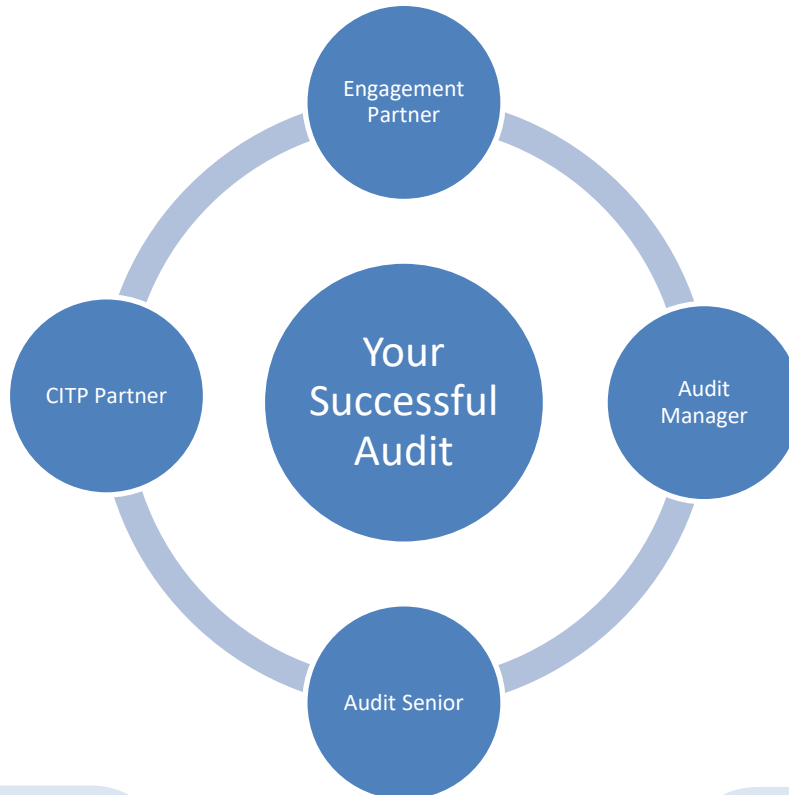 Engagement
Partner
CITP Partner
Your
Successful
Audit
Audit
Manager
Audit Senior